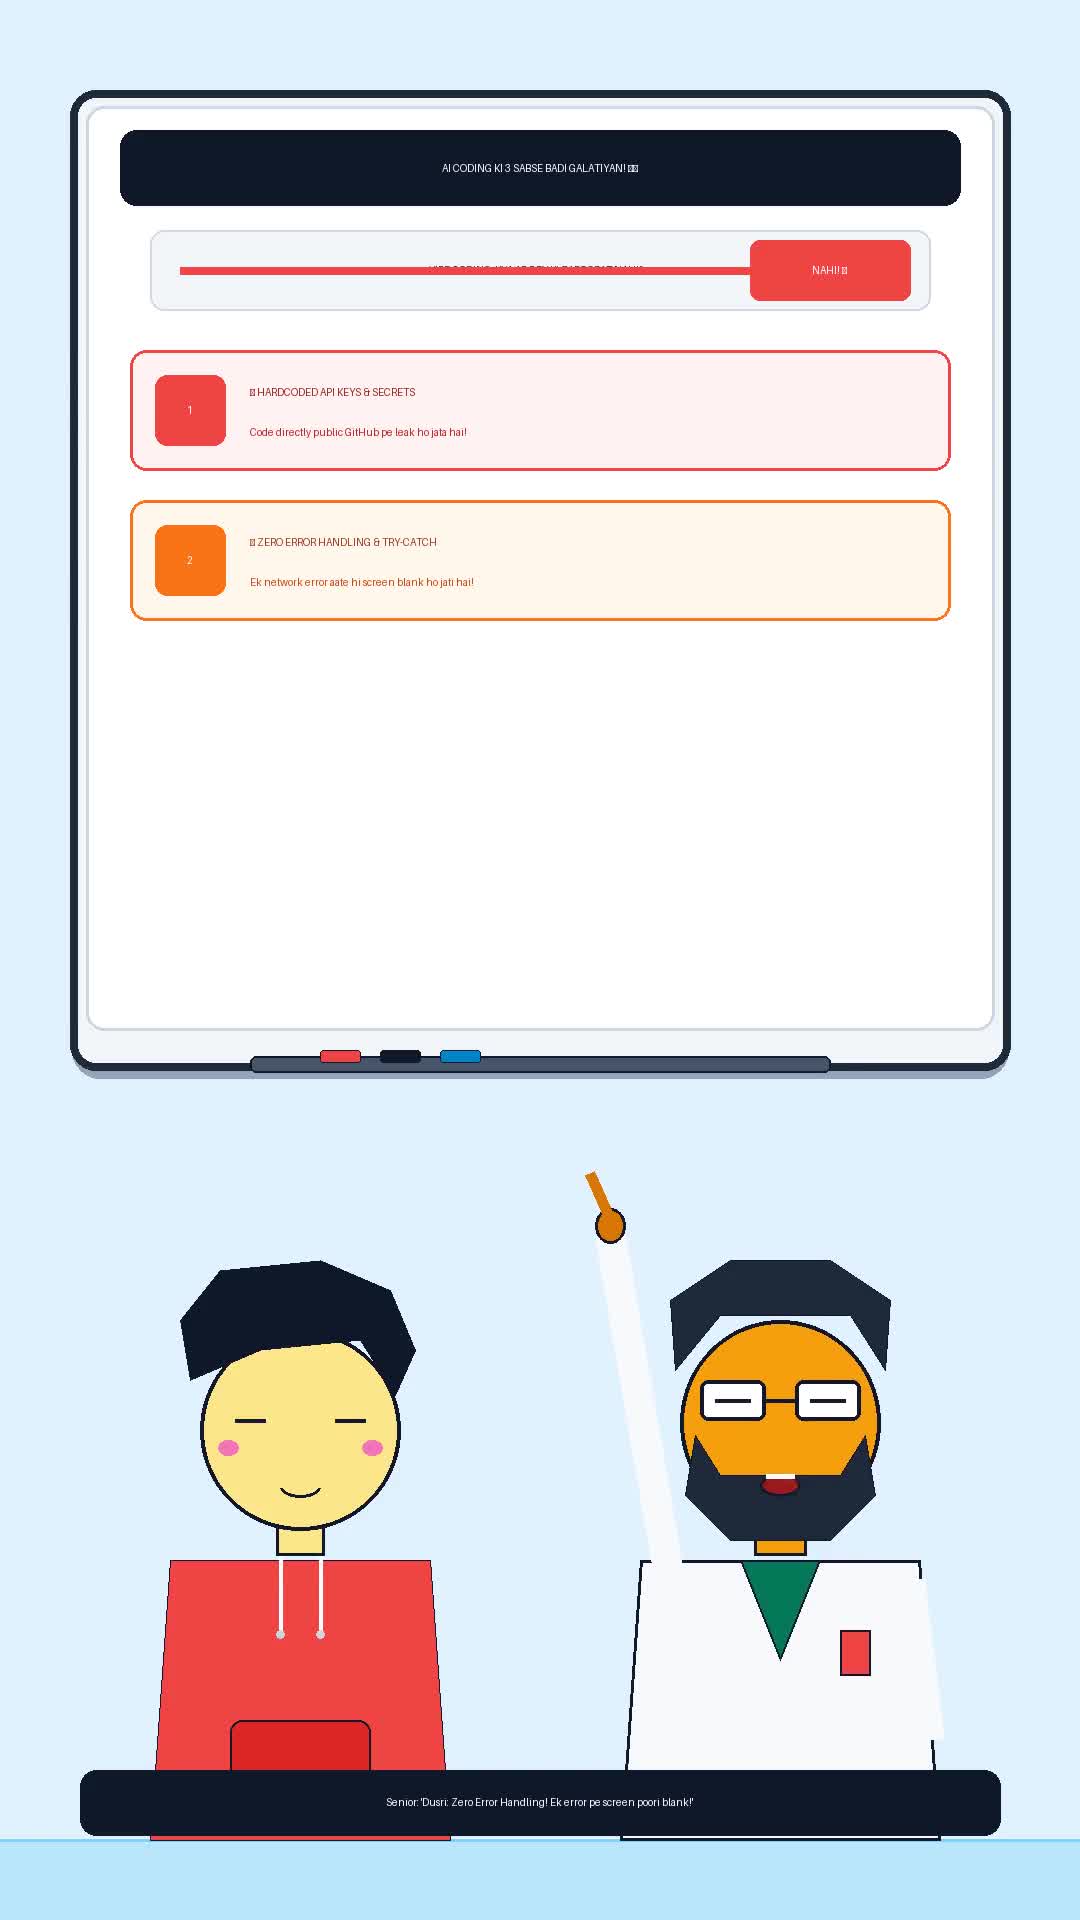 AI CODING KI 3 SABSE BADI GALATIYAN!
NAHI!
1
HARDCODED API KEYS & SECRETS
Code directly public GitHub pe leak ho jata hai!
2
ZERO ERROR HANDLING & TRY-CATCH
Ek network error aate hi screen blank ho jati hai!
Senior: 'Dusri: Zero Error Handling! Ek error pe screen poori blank!'